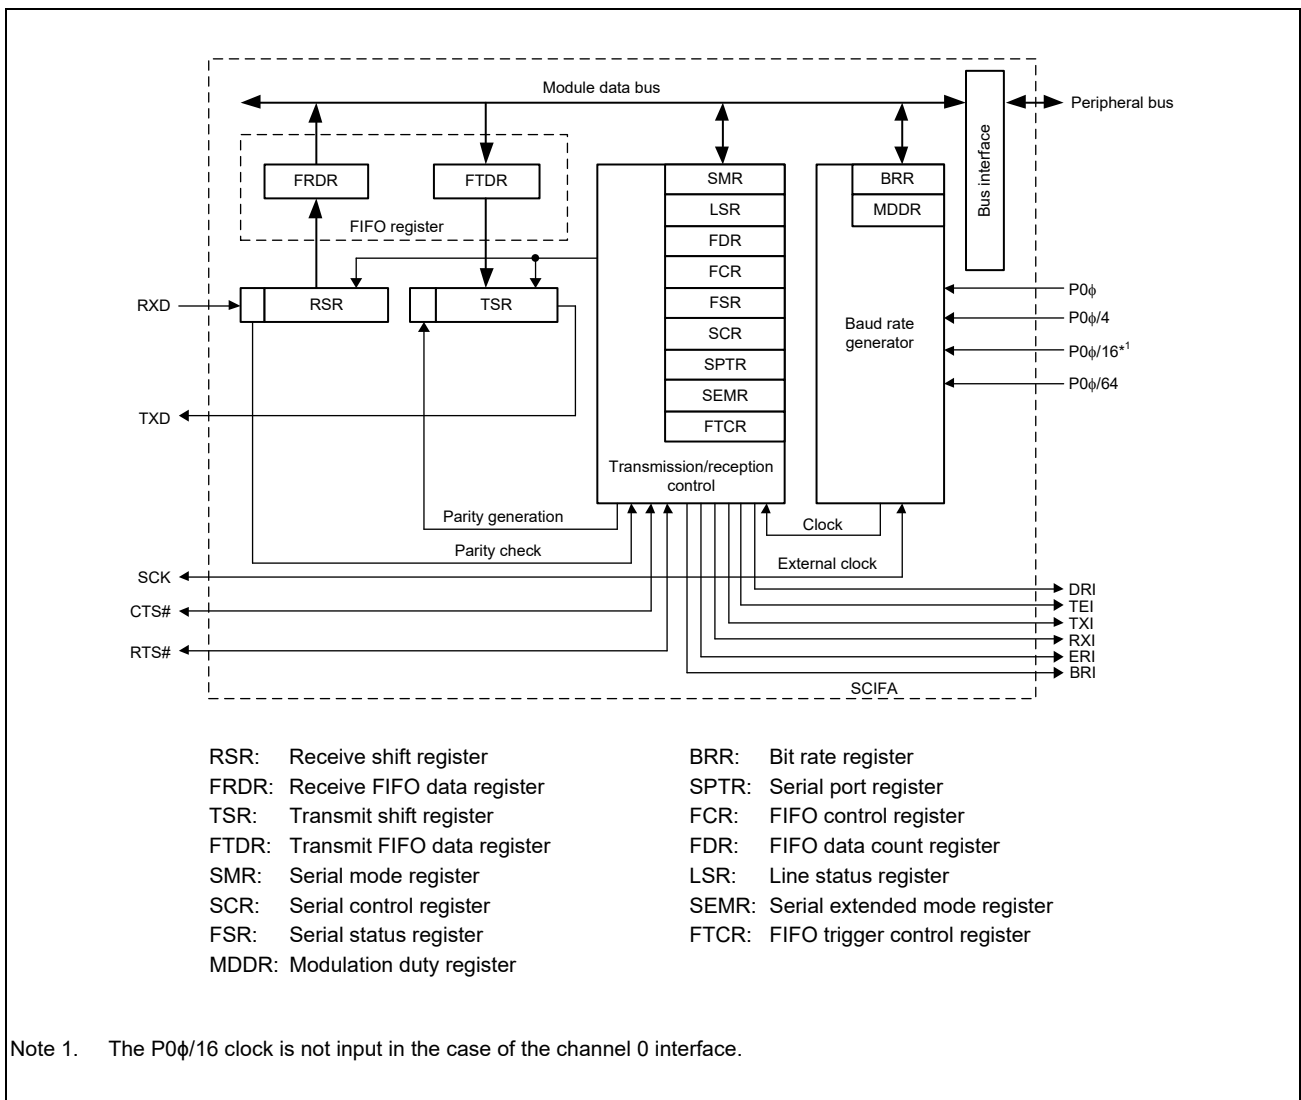 Module data bus
Peripheral bus
Bus interface
FRDR
FTDR
FIFO register
SMR
LSR
FDR
FCR
FSR
SCR
SPTR
SEMR
FTCR
Transmission/reception
control
BRR
MDDR
Baud rate
generator
RXD
RSR
TSR
P0ϕ
P0ϕ/4
P0ϕ/16*1
P0ϕ/64
TXD
Parity generation
Clock
Parity check
External clock
SCK
CTS#
RTS#
DRI
TEI
TXI
RXI
ERI
BRI
SCIFA
RSR: Receive shift register
FRDR: Receive FIFO data register
TSR: Transmit shift register
FTDR: Transmit FIFO data register
SMR: Serial mode register
SCR: Serial control register
FSR: Serial status register
MDDR: Modulation duty register
BRR: Bit rate register
SPTR: Serial port register
FCR: FIFO control register
FDR: FIFO data count register
LSR: Line status register
SEMR: Serial extended mode register
FTCR: FIFO trigger control register
Note 1. The P0ϕ/16 clock is not input in the case of the channel 0 interface.